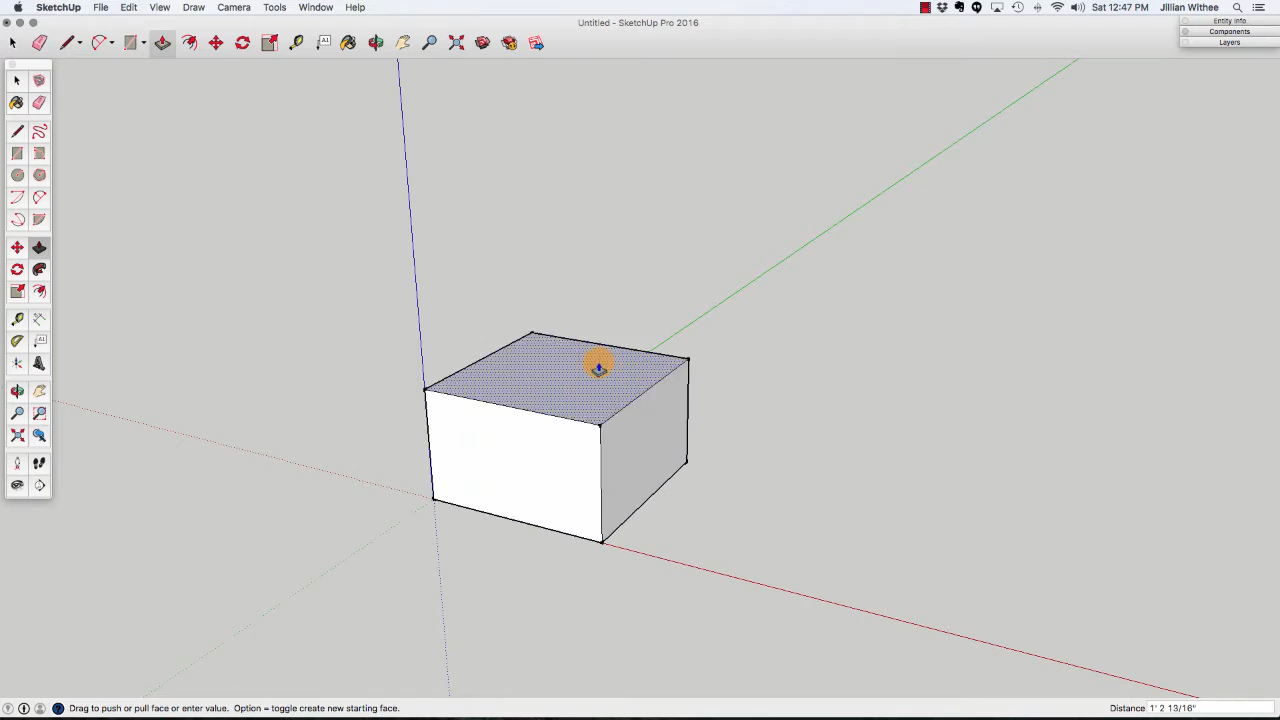 SketchUp File Edit View Draw Camera Tools Window Help Sat 12:47 PM Jillian Withee
Untitled - SketchUp Pro 2016
Entity Info
Components
Layers
A1
A1
Drag to push or pull face or enter value. Option = toggle create new starting face. Distance 1' 2 13/16"